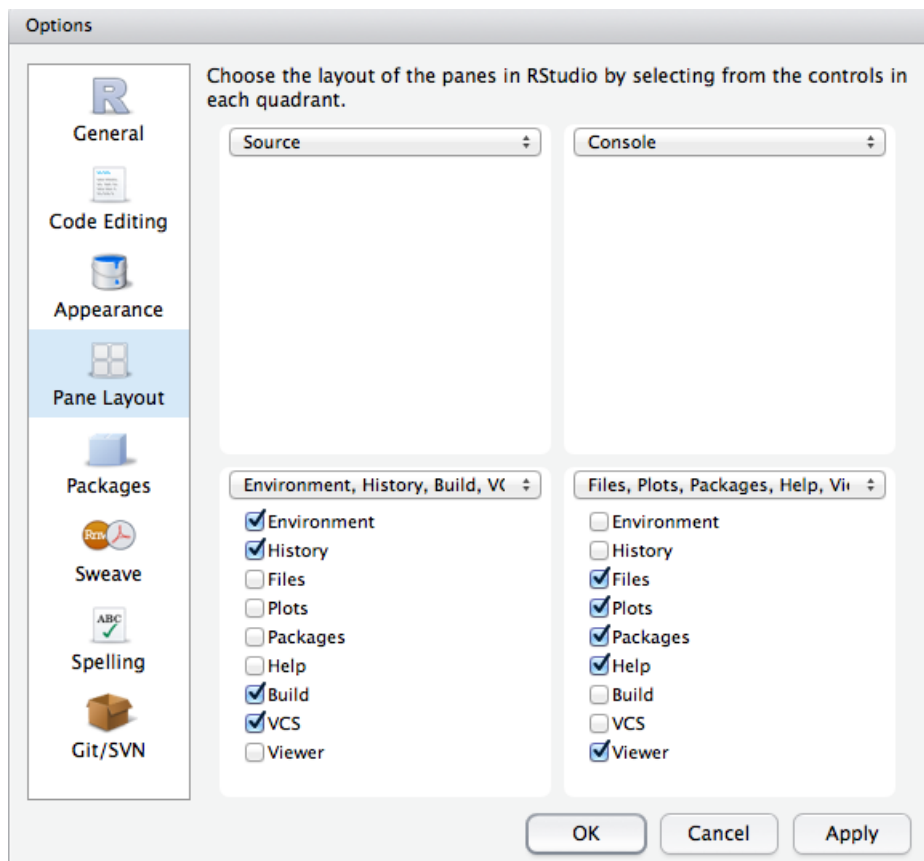 Options
Choose the layout of the panes in RStudio by selecting from the controls in
each quadrant.
R
General
Code Editing
Appearance
Pane Layout
Packages
Rnw
Sweave
ABC
Spelling
Git/SVN
Source
Console
Environment, History, Build, V(
Files, Plots, Packages, Help, Vi
Environment
History
Files
Plots
Packages
Help
Build
VCS
Viewer
Environment
History
Files
Plots
Packages
Help
Build
VCS
Viewer
OK
Cancel
Apply